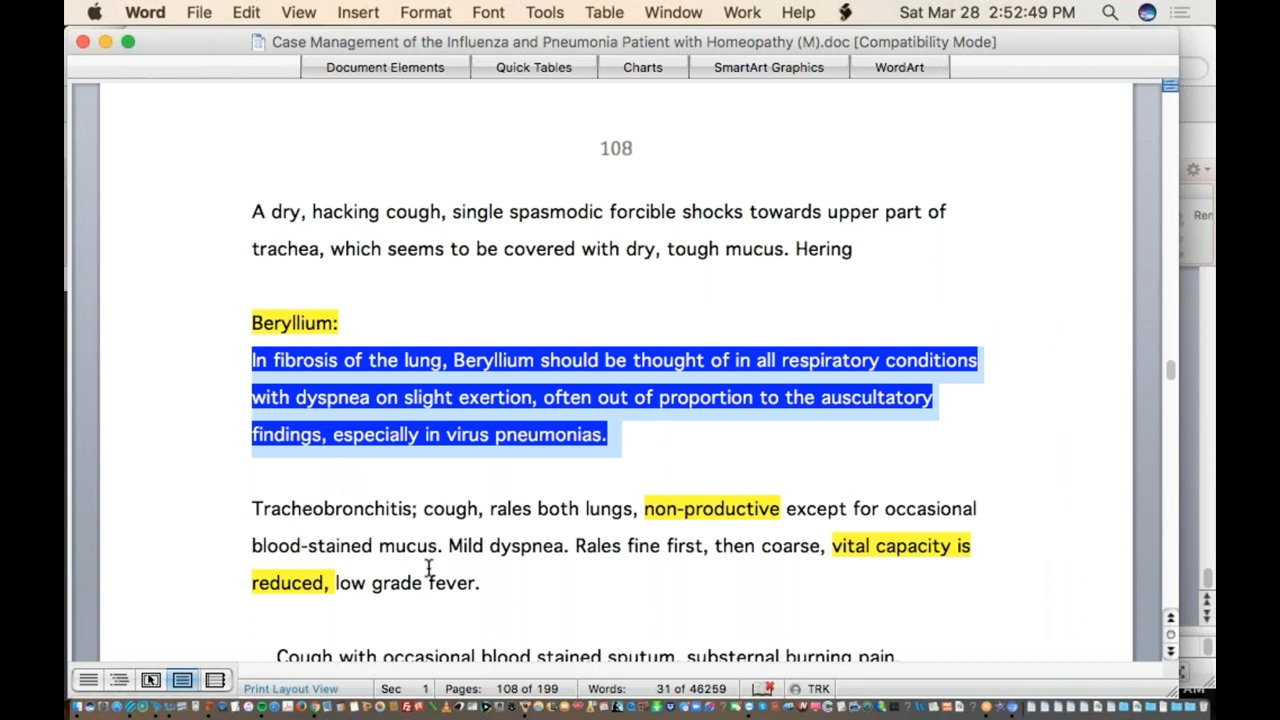 Word File Edit View Insert Format Font Tools Table Window Work Help Sat Mar 28 2:52:49 PM
Case Management of the Influenza and Pneumonia Patient with Homeopathy (M).doc [Compatibility Mode]
Document Elements Quick Tables Charts SmartArt Graphics WordArt
108
A dry, hacking cough, single spasmodic forcible shocks towards upper part of
trachea, which seems to be covered with dry, tough mucus. Hering
Beryllium:
In fibrosis of the lung, Beryllium should be thought of in all respiratory conditions
with dyspnea on slight exertion, often out of proportion to the auscultatory
findings, especially in virus pneumonias.
Tracheobronchitis; cough, rales both lungs, non-productive except for occasional
blood-stained mucus. Mild dyspnea. Rales fine first, then coarse, vital capacity is
reduced, low grade fever.
Cough with occasional blood stained sputum, substernal burning pain,
Print Layout View Sec 1 Pages: 108 of 199 Words: 31 of 46259 TRK
Ren
AM